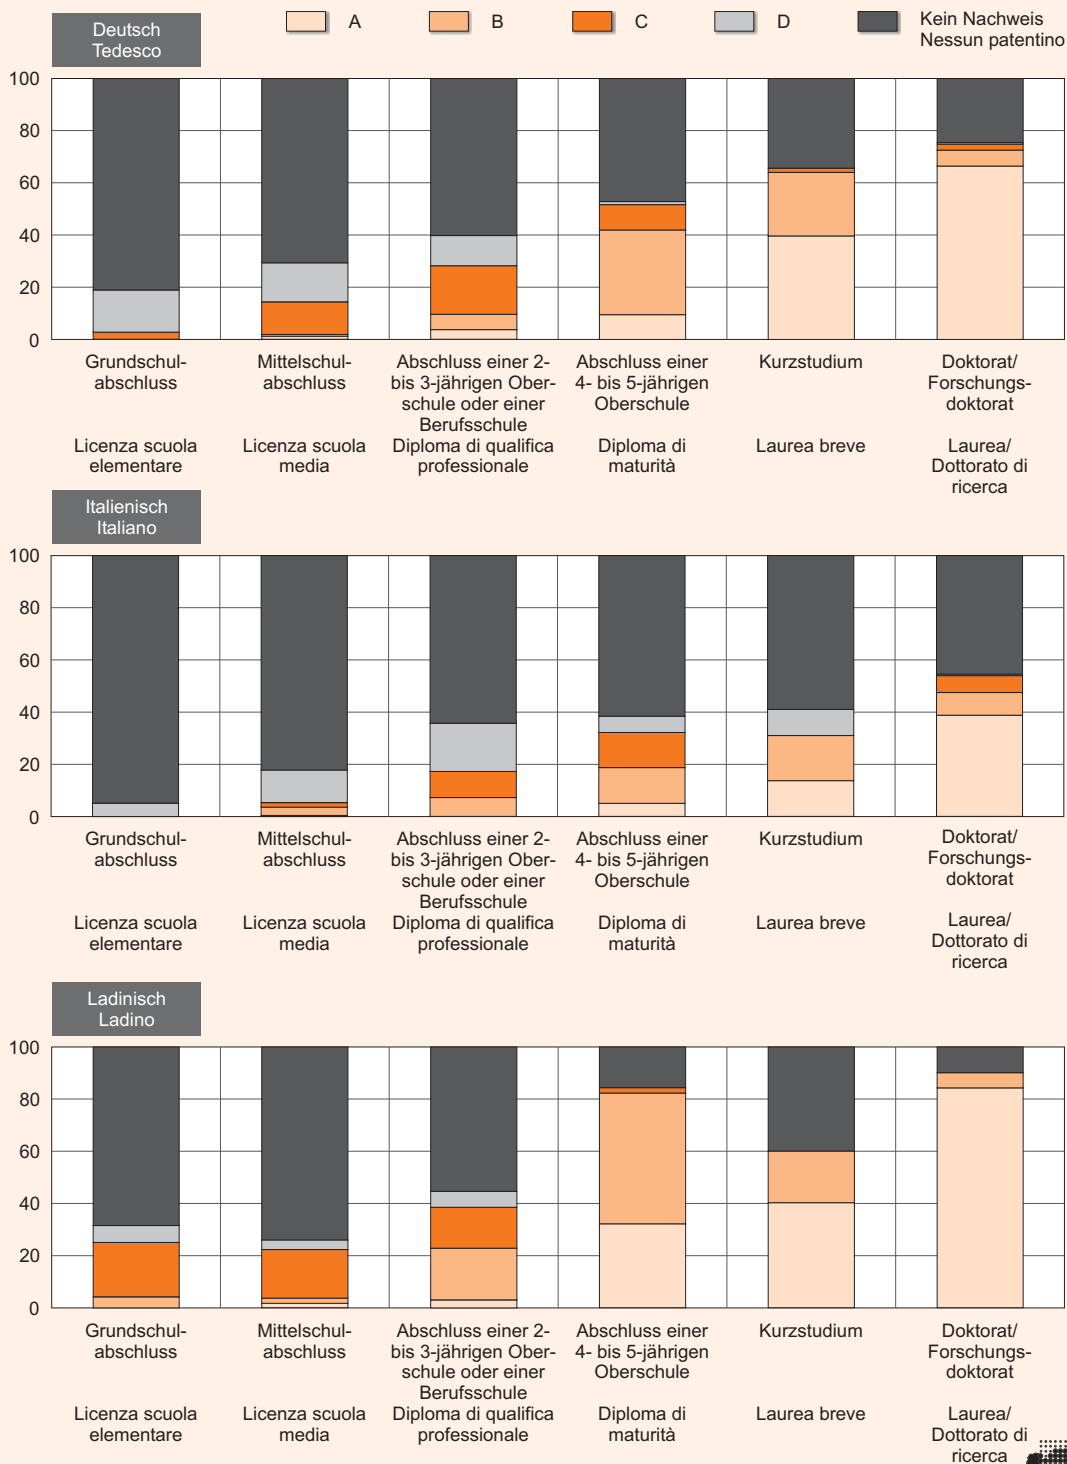 Deutsch
Tedesco
A
B
C
D
Kein Nachweis
Nessun patentino
100
80
60
40
20
0
Grundschul-
abschluss
Licenza scuola
elementare
Mittelschul-
abschluss
Licenza scuola
media
Abschluss einer 2-
bis 3-jährigen Ober-
schule oder einer
Berufsschule
Diploma di qualifica
professionale
Abschluss einer
4- bis 5-jährigen
Oberschule
Diploma di
maturità
Kurzstudium
Laurea breve
Doktorat/
Forschungs-
doktorat
Laurea/
Dottorato di
ricerca
Italienisch
Italiano
100
80
60
40
20
0
Grundschul-
abschluss
Licenza scuola
elementare
Mittelschul-
abschluss
Licenza scuola
media
Abschluss einer 2-
bis 3-jährigen Ober-
schule oder einer
Berufsschule
Diploma di qualifica
professionale
Abschluss einer
4- bis 5-jährigen
Oberschule
Diploma di
maturità
Kurzstudium
Laurea breve
Doktorat/
Forschungs-
doktorat
Laurea/
Dottorato di
ricerca
Ladinisch
Ladino
100
80
60
40
20
0
Grundschul-
abschluss
Licenza scuola
elementare
Mittelschul-
abschluss
Licenza scuola
media
Abschluss einer 2-
bis 3-jährigen Ober-
schule oder einer
Berufsschule
Diploma di qualifica
professionale
Abschluss einer
4- bis 5-jährigen
Oberschule
Diploma di
maturità
Kurzstudium
Laurea breve
Doktorat/
Forschungs-
doktorat
Laurea/
Dottorato di
ricerca